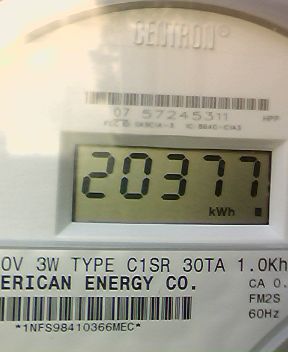 CENTRON®
07 57245311 HPP
20377
kWh
0V 3W TYPE C1SR 30TA 1.0Kh
ERICAN ENERGY CO. CA 0.
FM2S
*1NFS98410366MEC* 60Hz